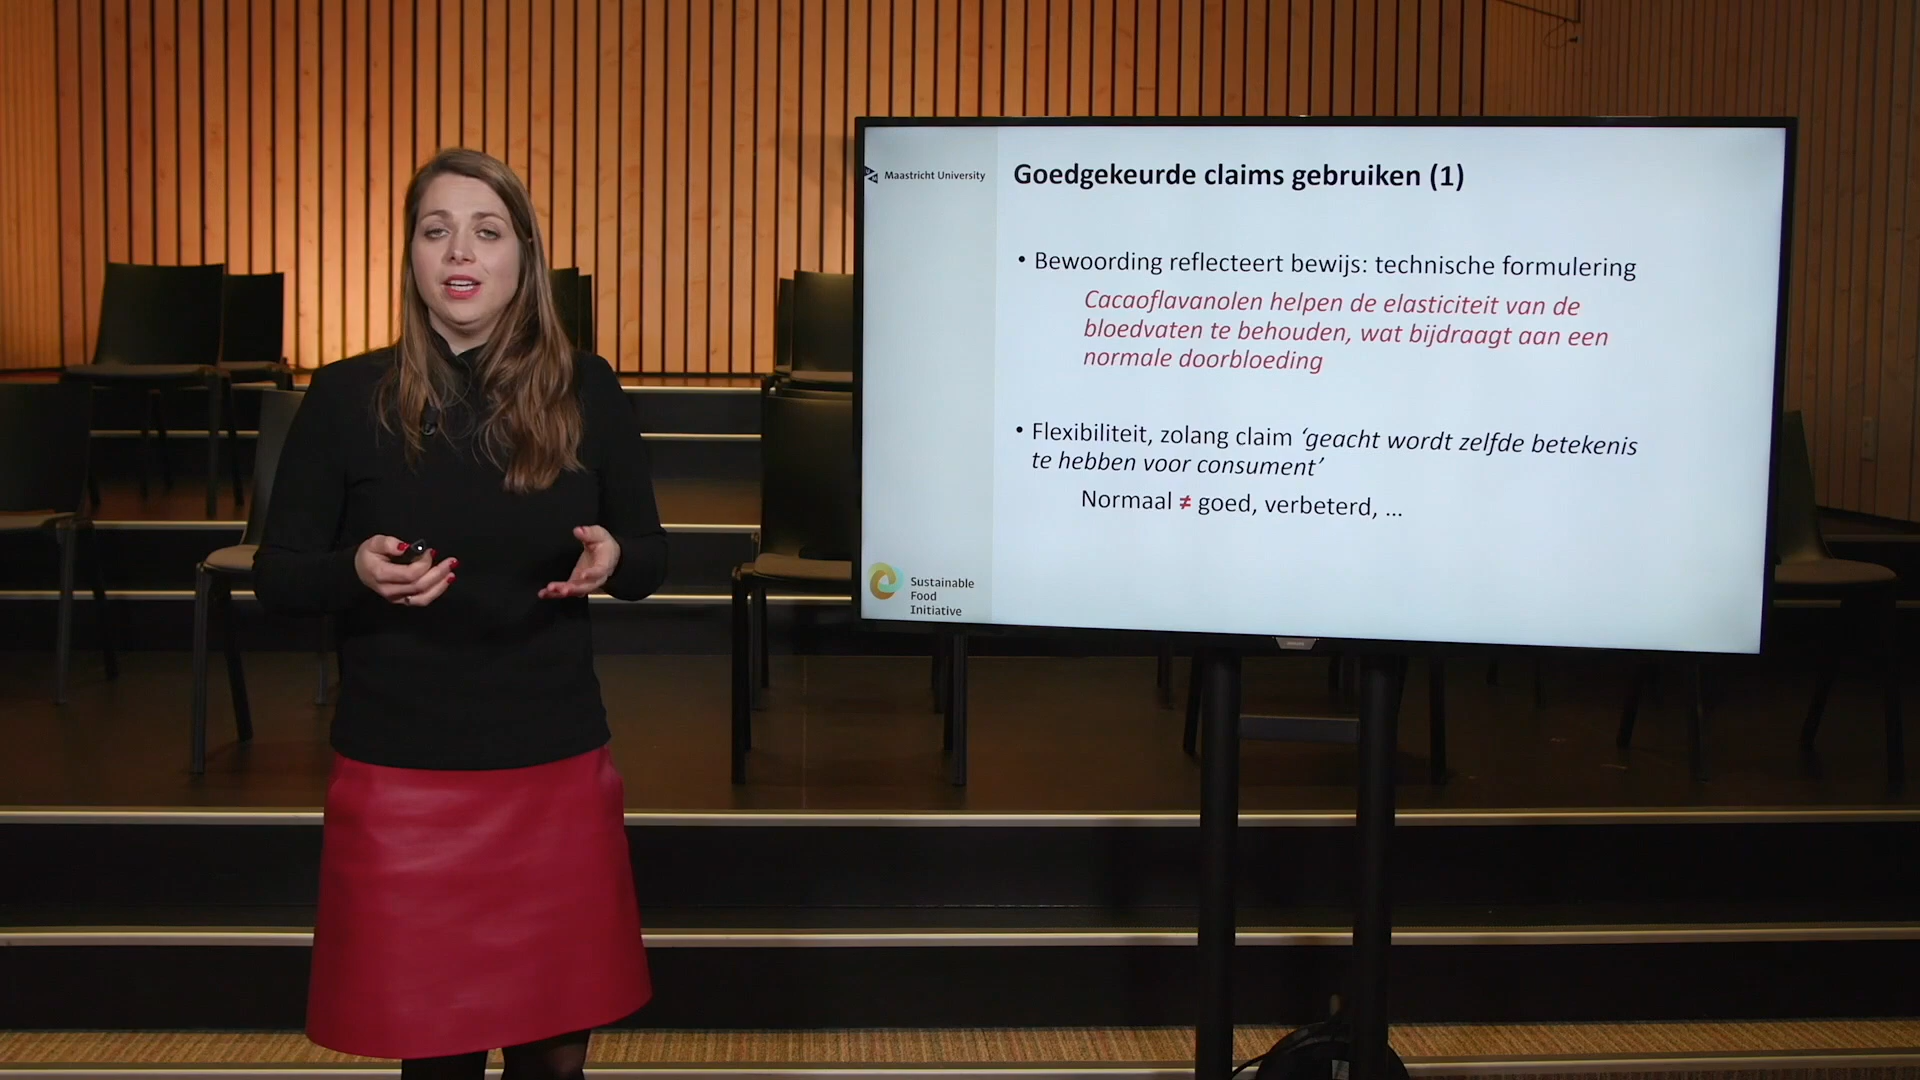 Maastricht University
Goedgekeurde claims gebruiken (1)
• Bewoording reflecteert bewijs: technische formulering
Cacaoflavanolen helpen de elasticiteit van de
bloedvaten te behouden, wat bijdraagt aan een
normale doorbloeding
• Flexibiliteit, zolang claim ‘geacht wordt zelfde betekenis
te hebben voor consument’
Normaal ≠ goed, verbeterd, ...
Sustainable
Food
Initiative